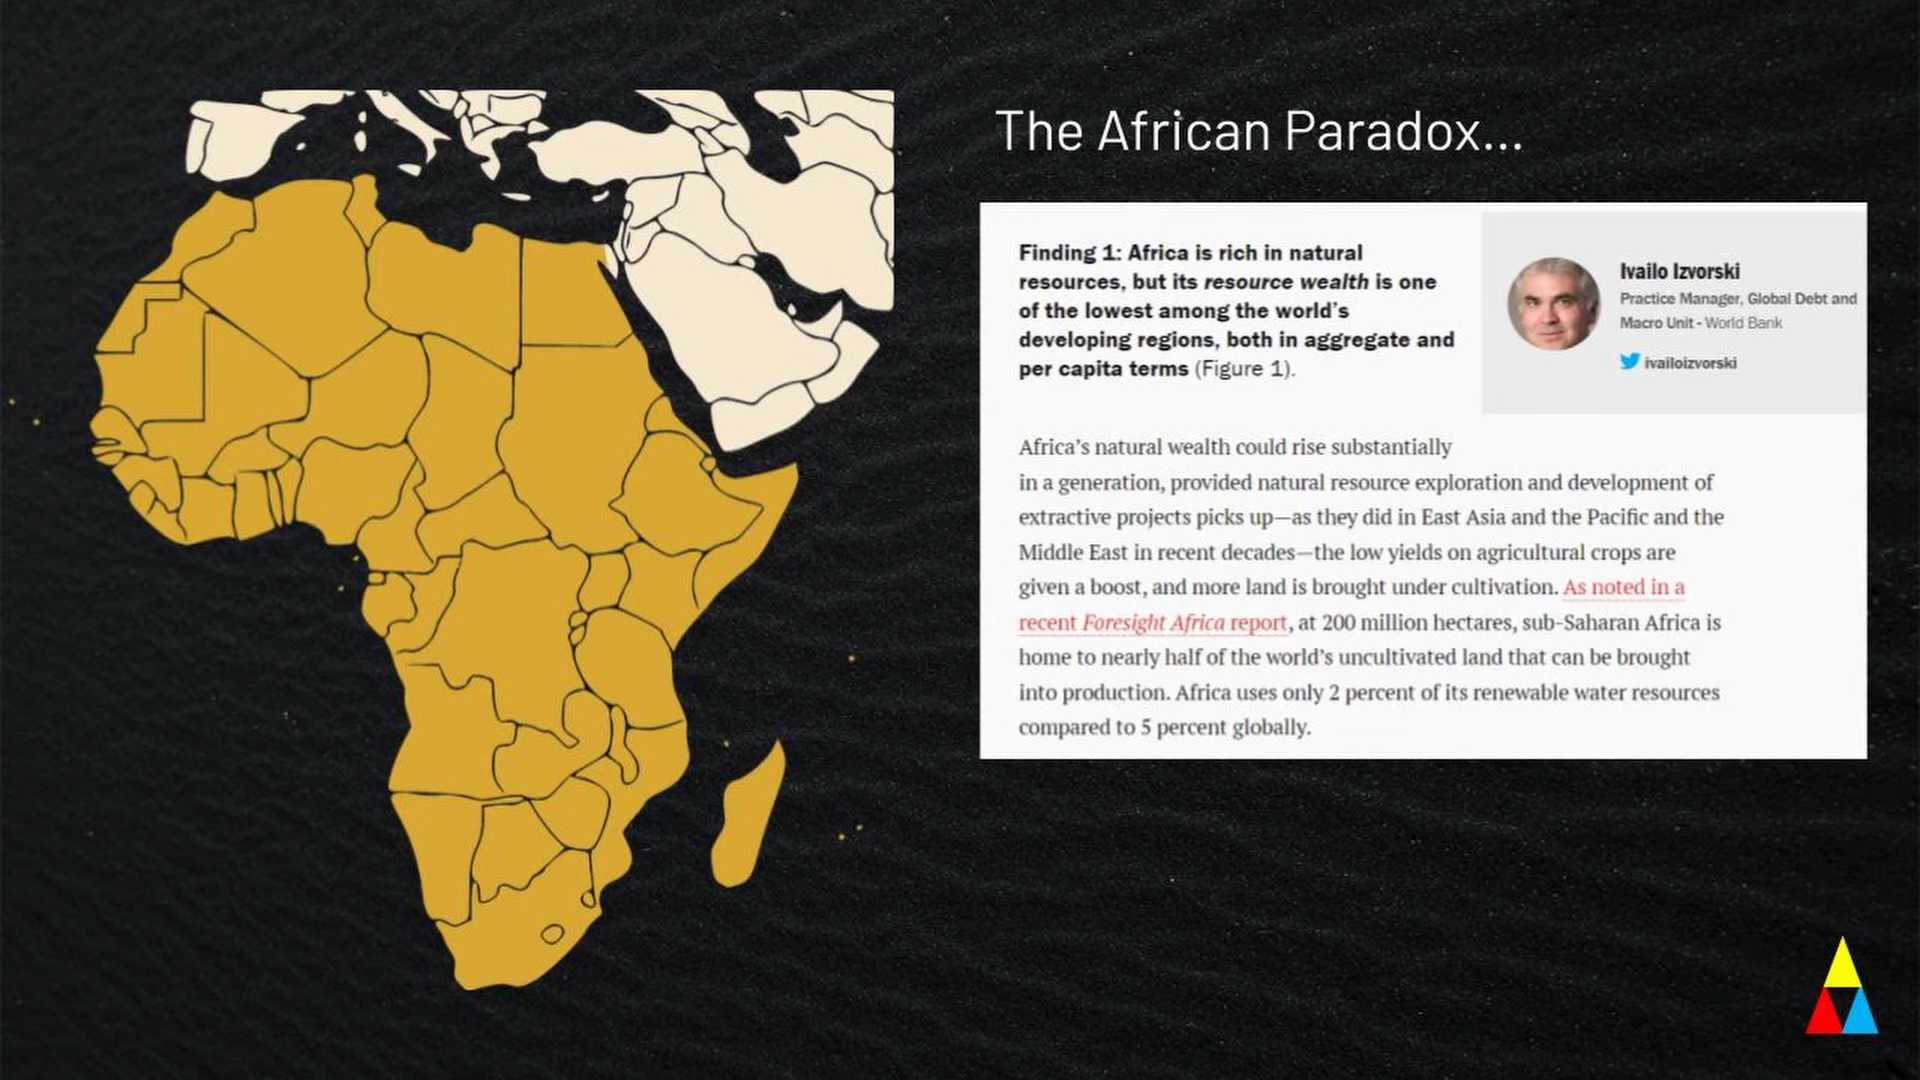 The African Paradox...
Finding 1: Africa is rich in natural
resources, but its resource wealth is one
of the lowest among the world's
developing regions, both in aggregate and
per capita terms (Figure 1).
Ivailo Izvorski
Practice Manager, Global Debt and
Macro Unit - World Bank
ivailoizvorski
Africa's natural wealth could rise substantially
in a generation, provided natural resource exploration and development of
extractive projects picks up—as they did in East Asia and the Pacific and the
Middle East in recent decades—the low yields on agricultural crops are
given a boost, and more land is brought under cultivation. As noted in a
recent Foresight Africa report, at 200 million hectares, sub-Saharan Africa is
home to nearly half of the world's uncultivated land that can be brought
into production. Africa uses only 2 percent of its renewable water resources
compared to 5 percent globally.